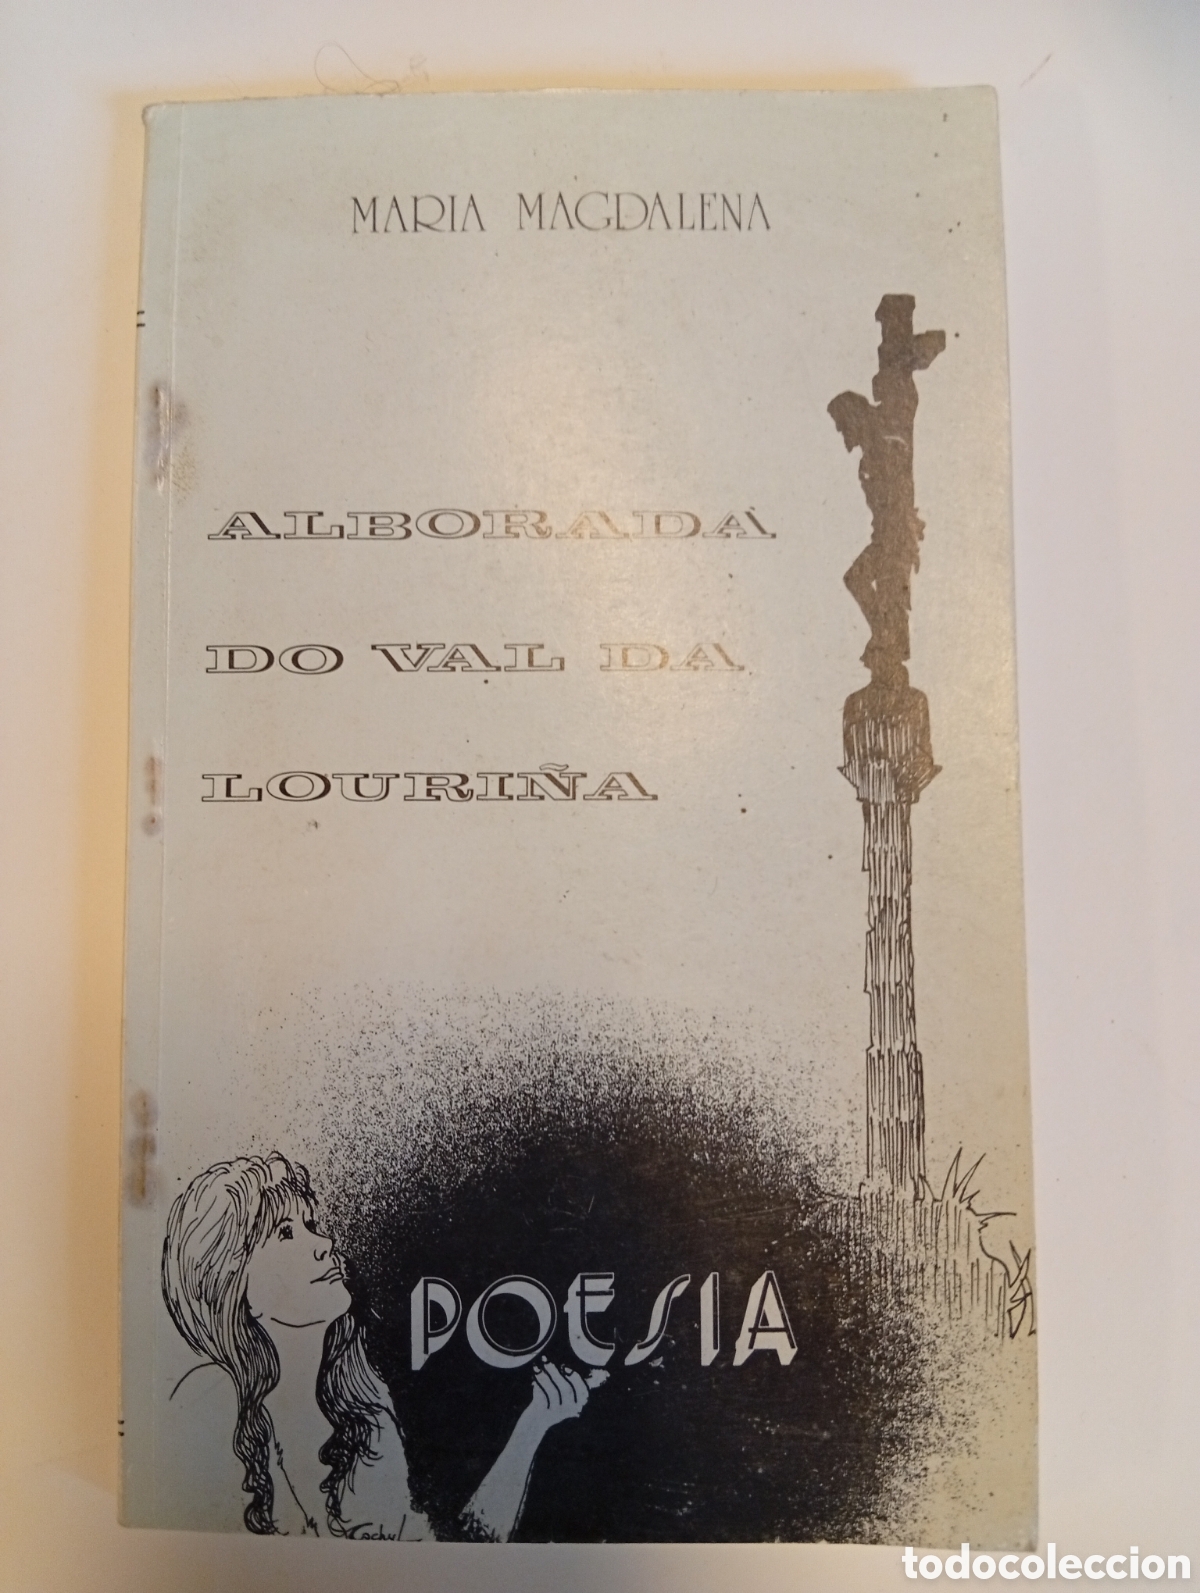 MARIA MAGDALENA
ALBORADA
DO VAL DA
LOURIÑA
POESIA
todocoleccion